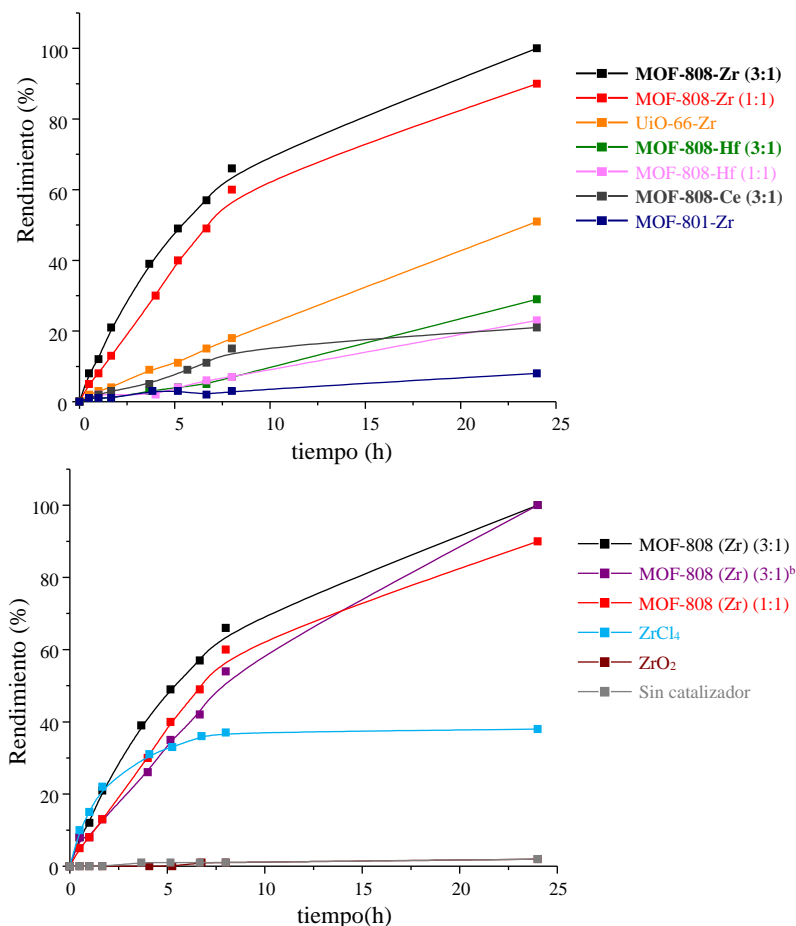 100
80
60
40
20
0
Rendimiento (%)
0 5 10 15 20 25
tiempo (h)
MOF-808-Zr (3:1)
MOF-808-Zr (1:1)
UiO-66-Zr
MOF-808-Hf (3:1)
MOF-808-Hf (1:1)
MOF-808-Ce (3:1)
MOF-801-Zr
100
80
60
40
20
0
Rendimiento (%)
0 5 10 15 20 25
tiempo(h)
MOF-808 (Zr) (3:1)
MOF-808 (Zr) (3:1)ᵇ
MOF-808 (Zr) (1:1)
ZrCl₄
ZrO₂
Sin catalizador